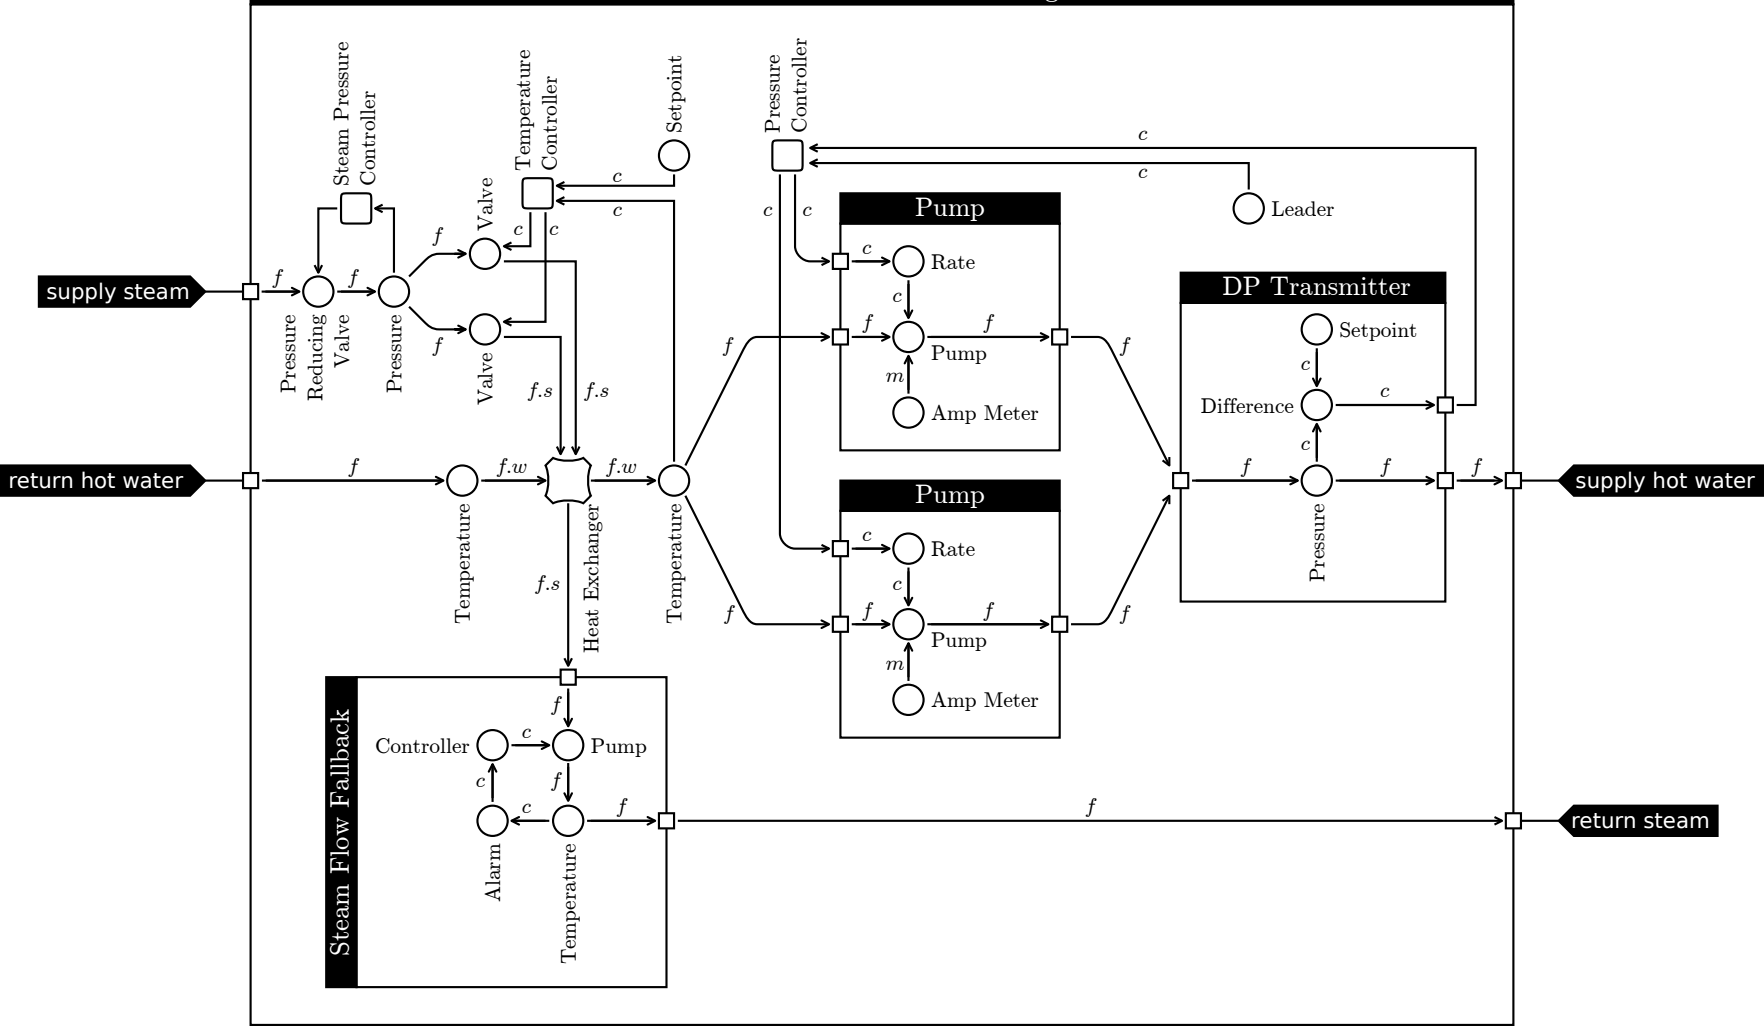 Steam Pressure
Controller
Temperature
Controller
Setpoint
Pressure
Controller
c
c
c
c
Valve
f
c
c
c
c
Pump
Leader
supply steam
f
f
Pressure
Reducing
Valve
Pressure
f
Valve
f.s
f.s
c
Rate
c
f
f
f
Pump
m
Amp Meter
f
DP Transmitter
Setpoint
c
Difference
c
c
return hot water
f
f.w
f.w
Temperature
Heat Exchanger
Temperature
f.s
f
Pump
c
Rate
c
f
f
Pump
m
Amp Meter
f
f
f
f
Pressure
supply hot water
Steam Flow Fallback
f
Controller
c
Pump
c
f
c
f
Alarm
Temperature
f
return steam